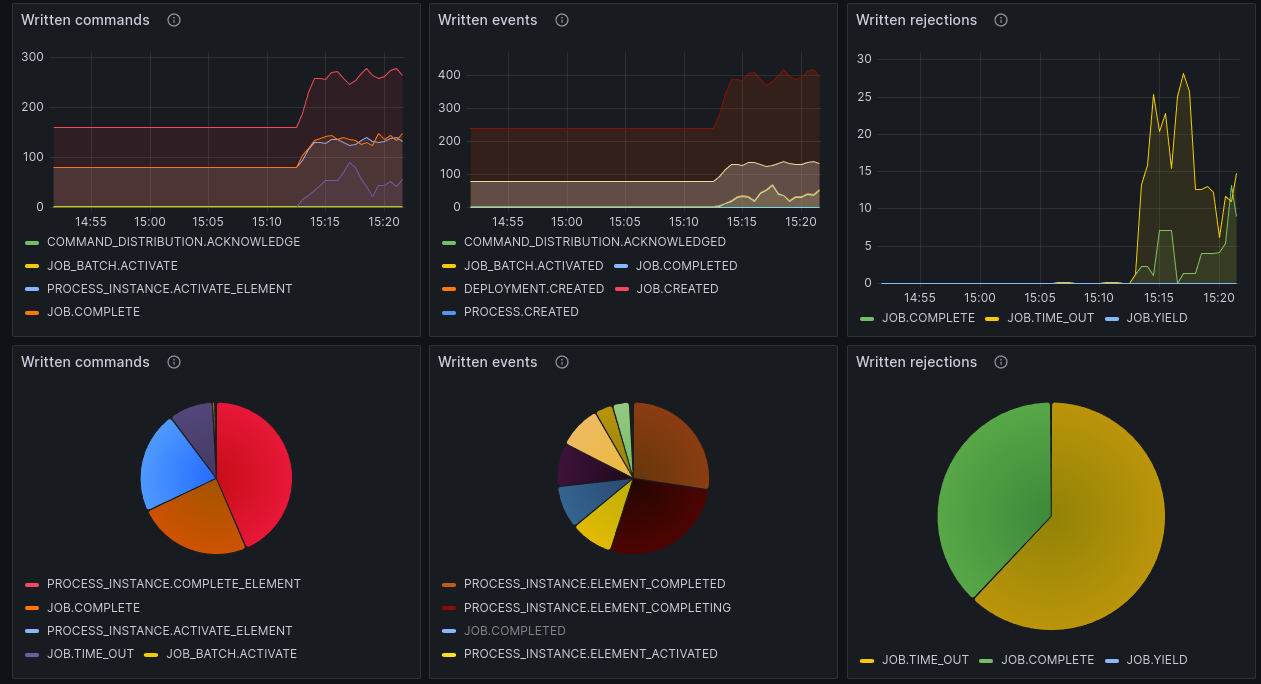 Written commands
300
200
100
0
14:55 15:00 15:05 15:10 15:15 15:20
COMMAND_DISTRIBUTION.ACKNOWLEDGE
JOB_BATCH.ACTIVATE
PROCESS_INSTANCE.ACTIVATE_ELEMENT
JOB.COMPLETE
Written events
400
300
200
100
0
14:55 15:00 15:05 15:10 15:15 15:20
COMMAND_DISTRIBUTION.ACKNOWLEDGED
JOB_BATCH.ACTIVATED JOB.COMPLETED
DEPLOYMENT.CREATED JOB.CREATED
PROCESS.CREATED
Written rejections
30
25
20
15
10
5
0
14:55 15:00 15:05 15:10 15:15 15:20
JOB.COMPLETE JOB.TIME_OUT JOB.YIELD
Written commands
PROCESS_INSTANCE.COMPLETE_ELEMENT
JOB.COMPLETE
PROCESS_INSTANCE.ACTIVATE_ELEMENT
JOB.TIME_OUT JOB_BATCH.ACTIVATE
Written events
PROCESS_INSTANCE.ELEMENT_COMPLETED
PROCESS_INSTANCE.ELEMENT_COMPLETING
JOB.COMPLETED
PROCESS_INSTANCE.ELEMENT_ACTIVATED
Written rejections
JOB.TIME_OUT JOB.COMPLETE JOB.YIELD